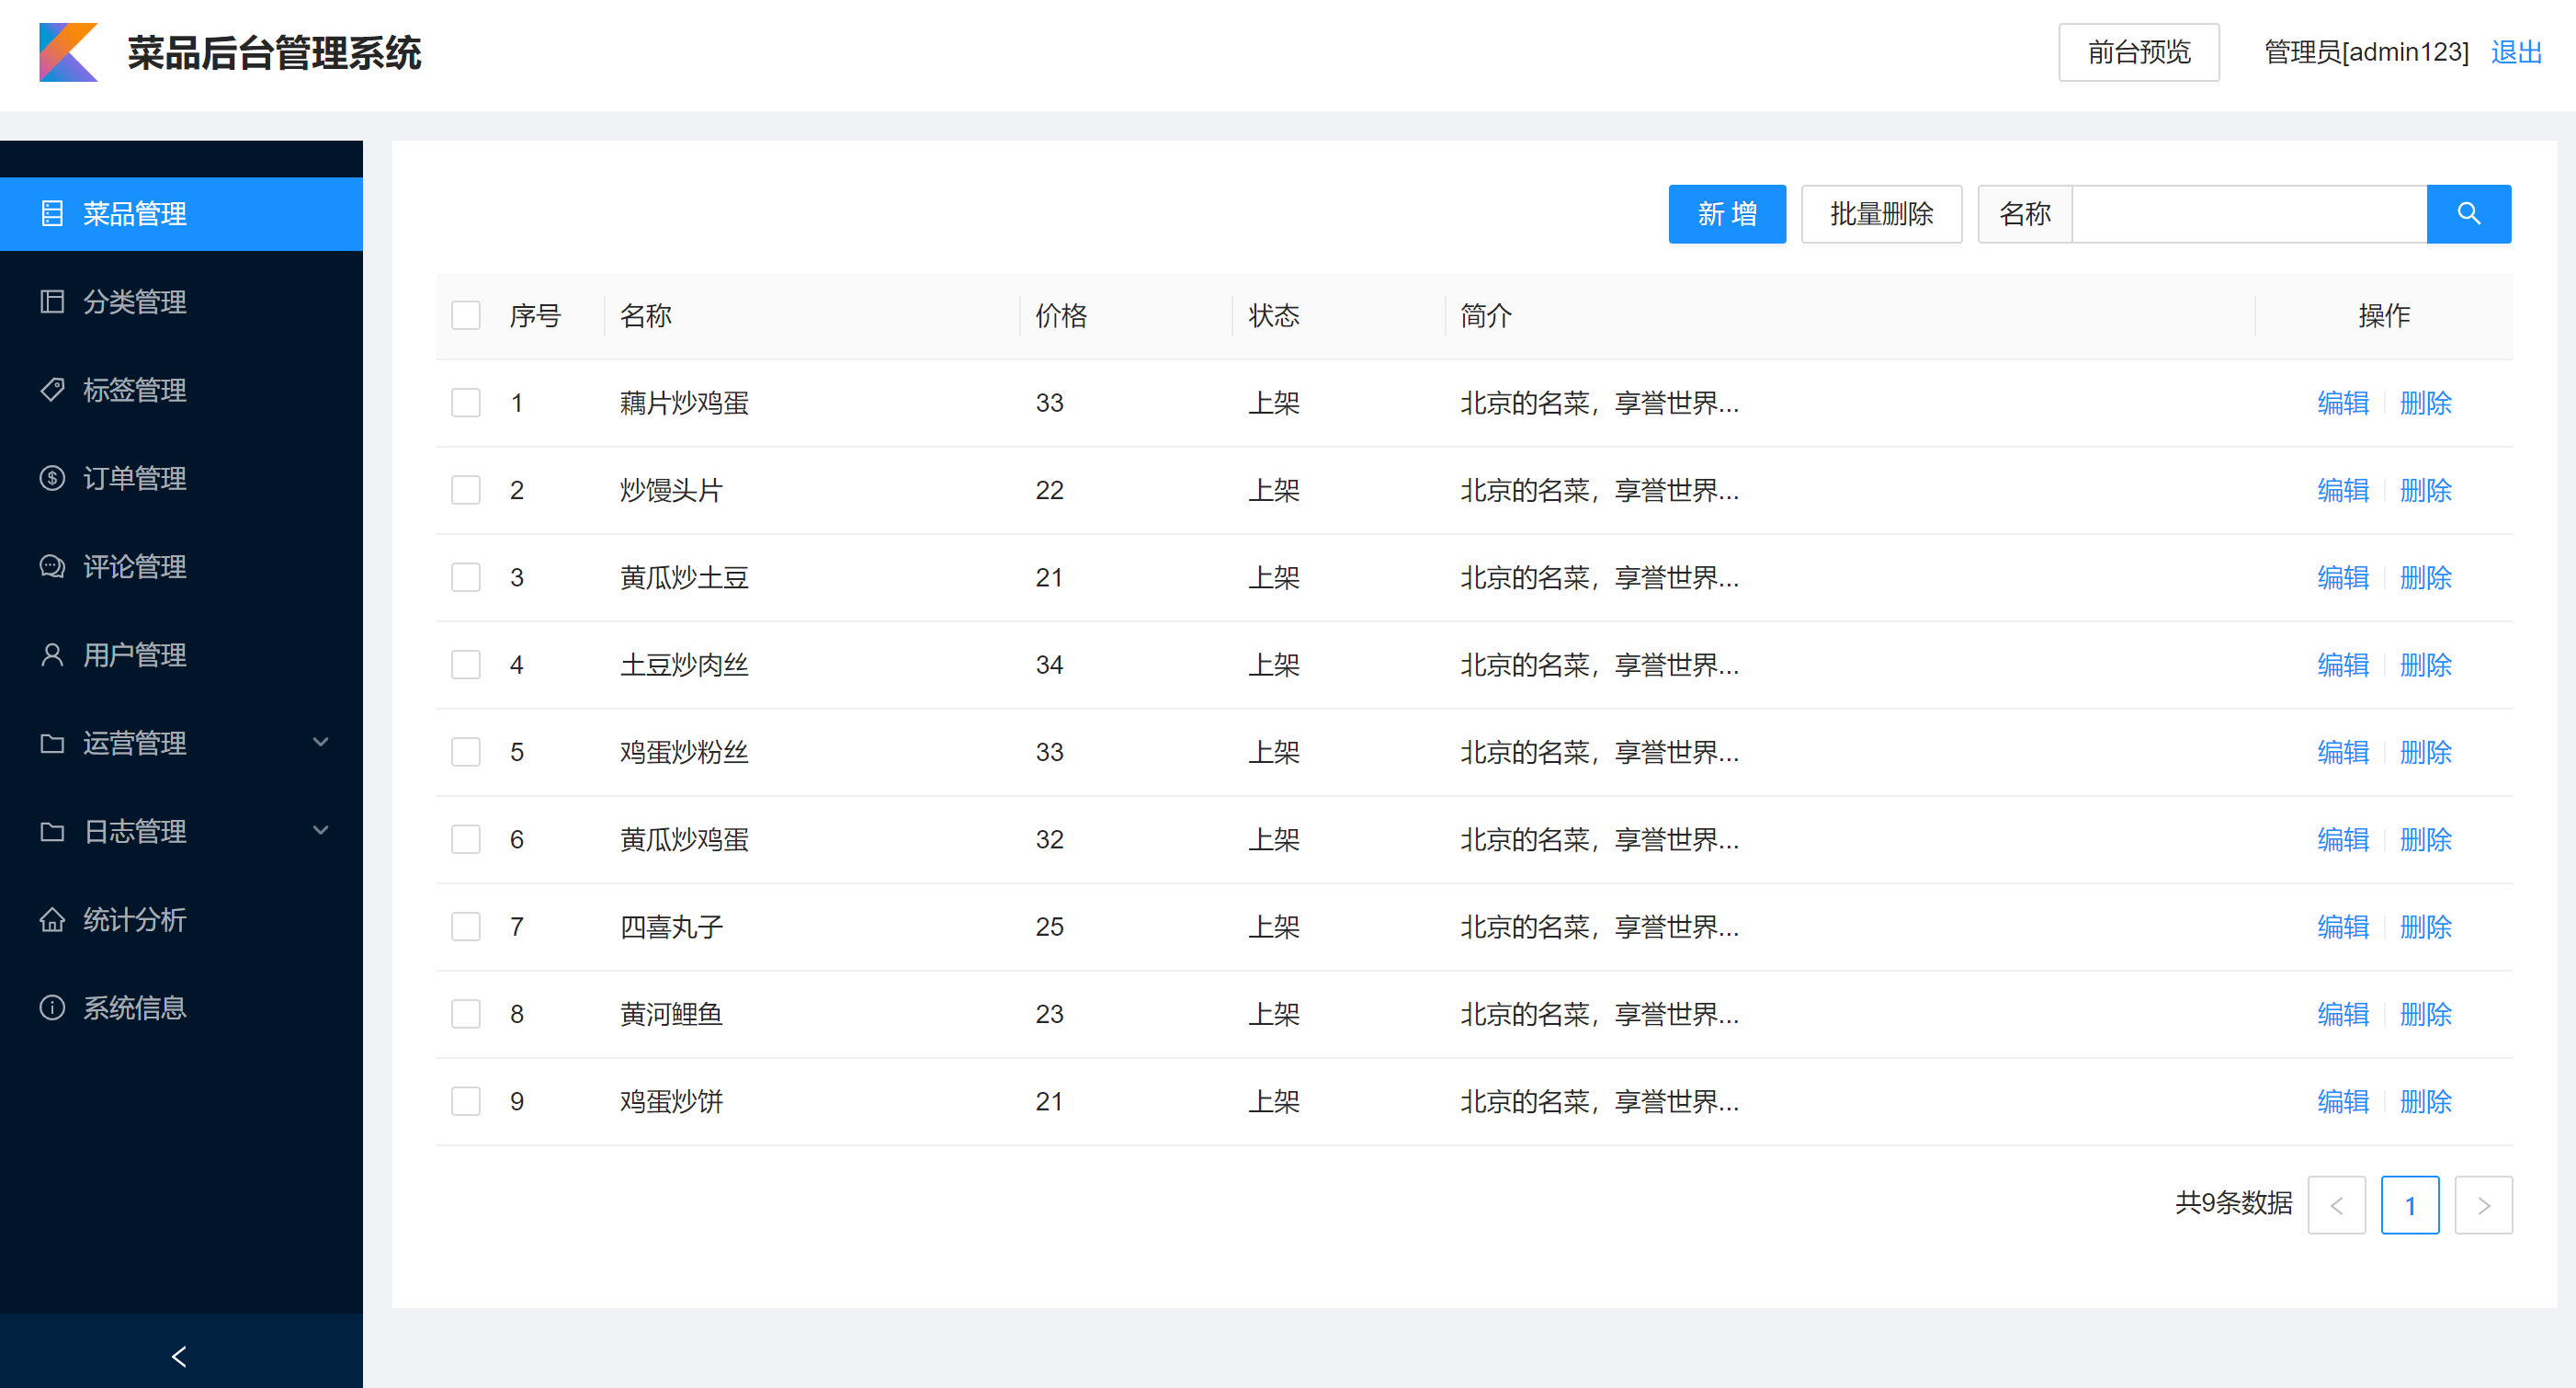 菜品后台管理系统
前台预览 管理员[admin123] 退出
菜品管理
分类管理
标签管理
订单管理
评论管理
用户管理
运营管理
日志管理
统计分析
系统信息
新 增 批量删除 名称
序号 名称 价格 状态 简介 操作
1 藕片炒鸡蛋 33 上架 北京的名菜，享誉世界... 编辑 删除
2 炒馒头片 22 上架 北京的名菜，享誉世界... 编辑 删除
3 黄瓜炒土豆 21 上架 北京的名菜，享誉世界... 编辑 删除
4 土豆炒肉丝 34 上架 北京的名菜，享誉世界... 编辑 删除
5 鸡蛋炒粉丝 33 上架 北京的名菜，享誉世界... 编辑 删除
6 黄瓜炒鸡蛋 32 上架 北京的名菜，享誉世界... 编辑 删除
7 四喜丸子 25 上架 北京的名菜，享誉世界... 编辑 删除
8 黄河鲤鱼 23 上架 北京的名菜，享誉世界... 编辑 删除
9 鸡蛋炒饼 21 上架 北京的名菜，享誉世界... 编辑 删除
共9条数据 < 1 >